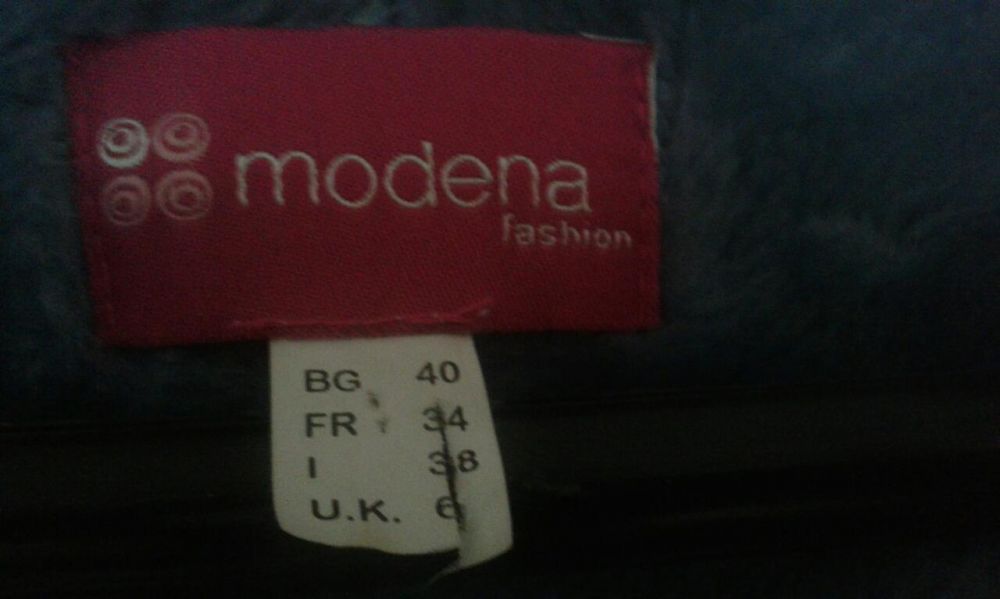 modena
fashion
BG 40
FR 34
I 38
U.K. 6